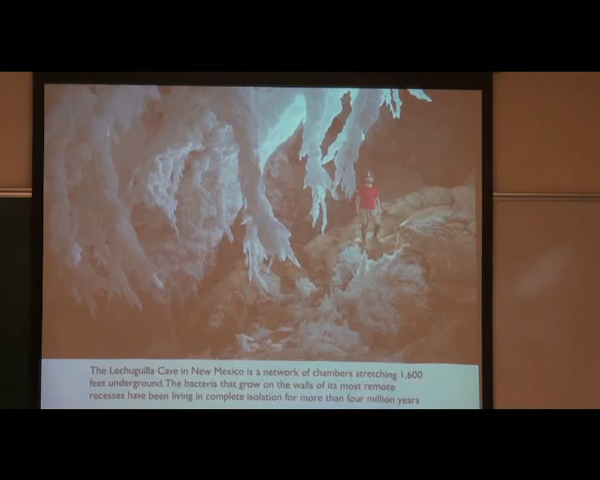 The Lechuguilla Cave in New Mexico is a network of chambers stretching 1,600
feet underground. The bacteria that grow on the walls of its most remote
recesses have been living in complete isolation for more than four million years